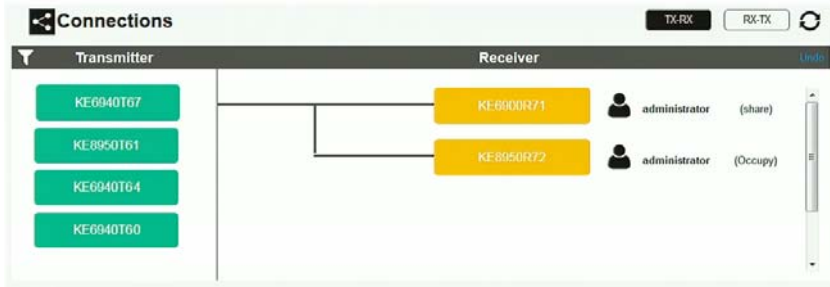 Connections
TX-RX
RX-TX
Transmitter
Receiver
Undo
KE6940T67
KE6900R71
administrator
(share)
KE8950T61
KE8950R72
administrator
(Occupy)
KE6940T64
KE6940T60